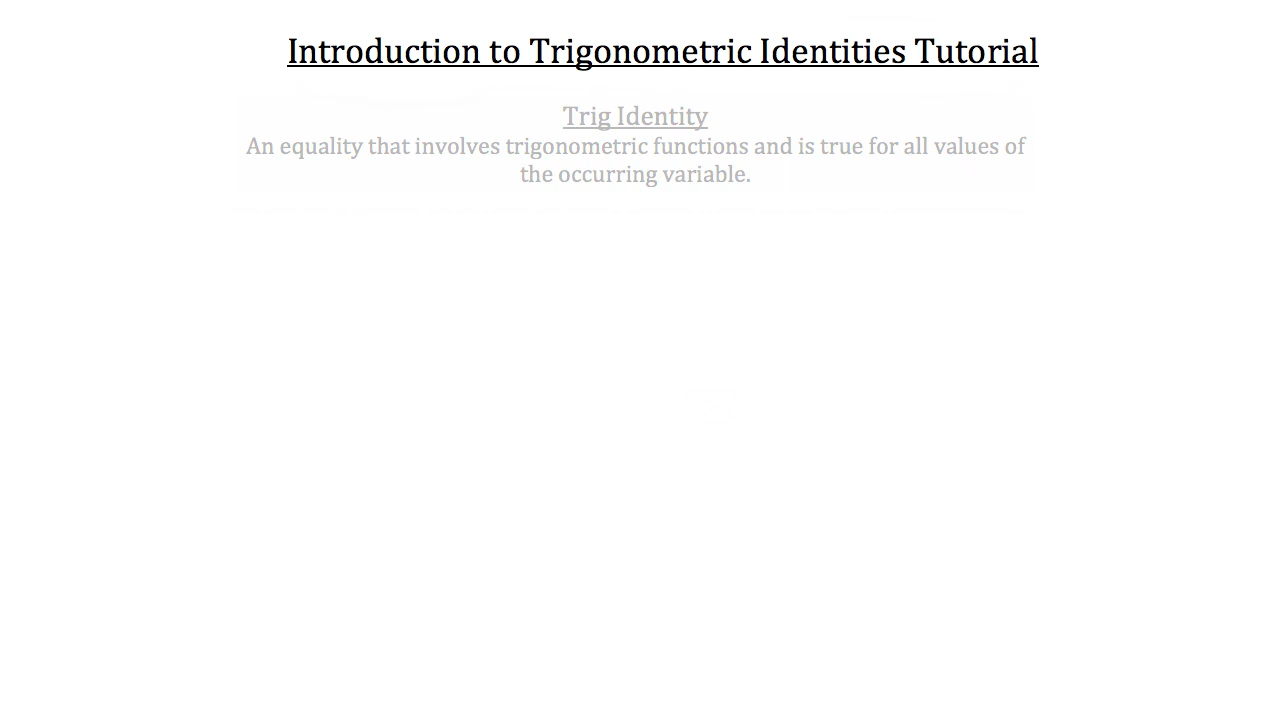 Introduction to Trigonometric Identities Tutorial
Trig Identity
An equality that involves trigonometric functions and is true for all values of
the occurring variable.